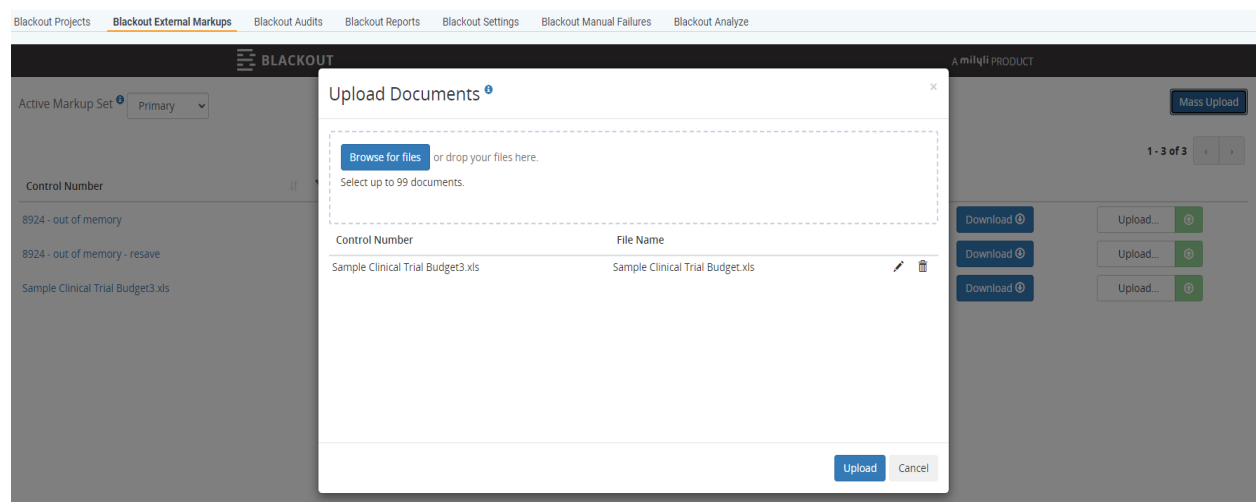 Blackout Projects Blackout External Markups Blackout Audits Blackout Reports Blackout Settings Blackout Manual Failures Blackout Analyze
BLACKOUT A milyli PRODUCT
Upload Documents ×
Active Markup Set Primary Mass Upload
Browse for files or drop your files here.
Select up to 99 documents.
1 - 3 of 3
Control Number
8924 - out of memory Download Upload...
Control Number File Name
8924 - out of memory - resave Download Upload...
Sample Clinical Trial Budget3.xls Sample Clinical Trial Budget.xls
Sample Clinical Trial Budget3.xls Download Upload...
Upload Cancel